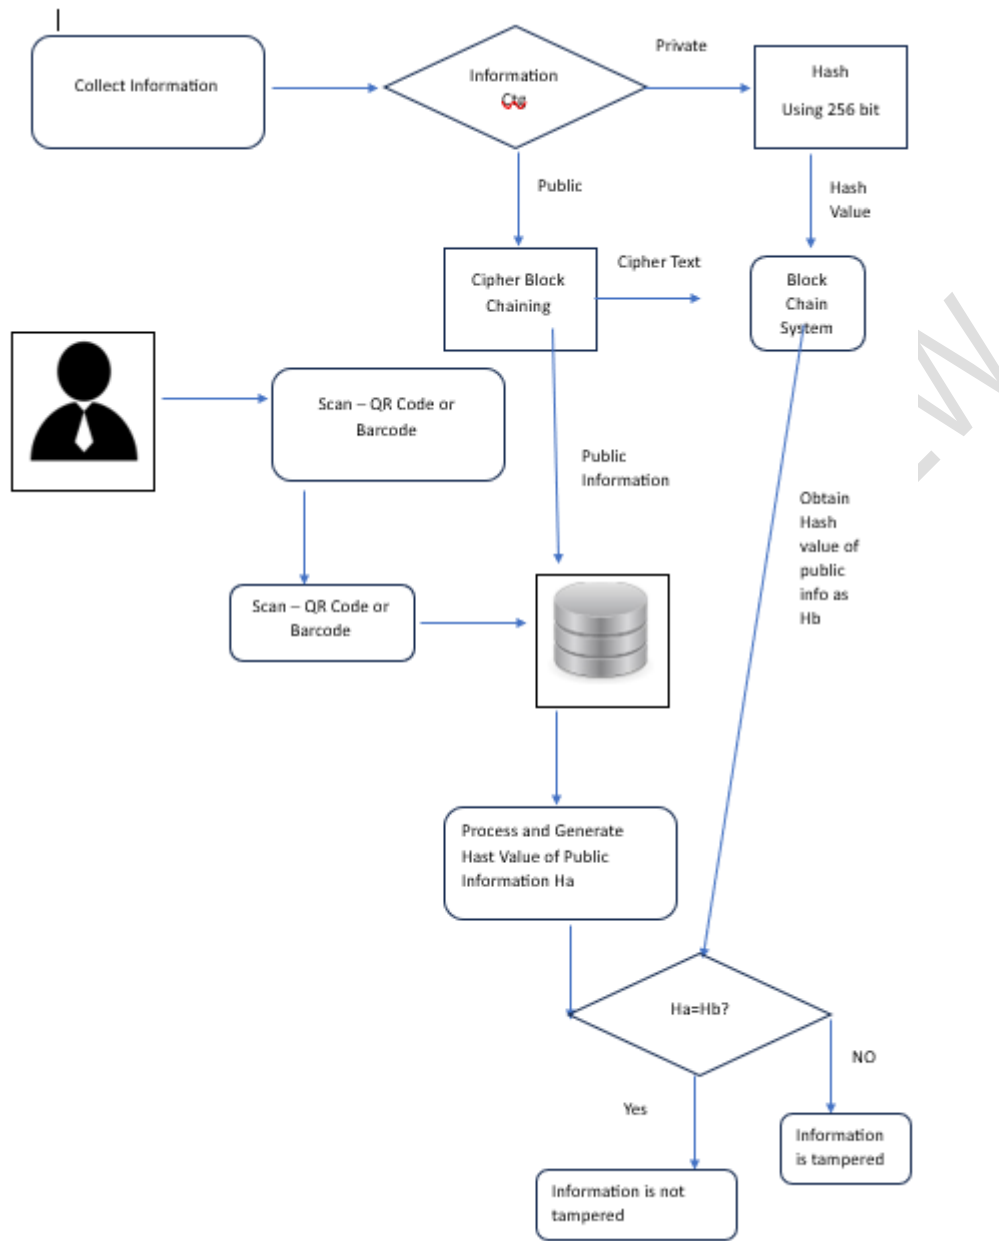 Collect Information
Information
Ctg
Private
Hash
Using 256 bit
Public
Hash
Value
Cipher Block
Chaining
Cipher Text
Block
Chain
System
Scan – QR Code or
Barcode
Public
Information
Obtain
Hash
value of
public
info as
Hb
Scan – QR Code or
Barcode
Process and Generate
Hast Value of Public
Information Ha
Ha=Hb?
NO
Yes
Information
is tampered
Information is not
tampered